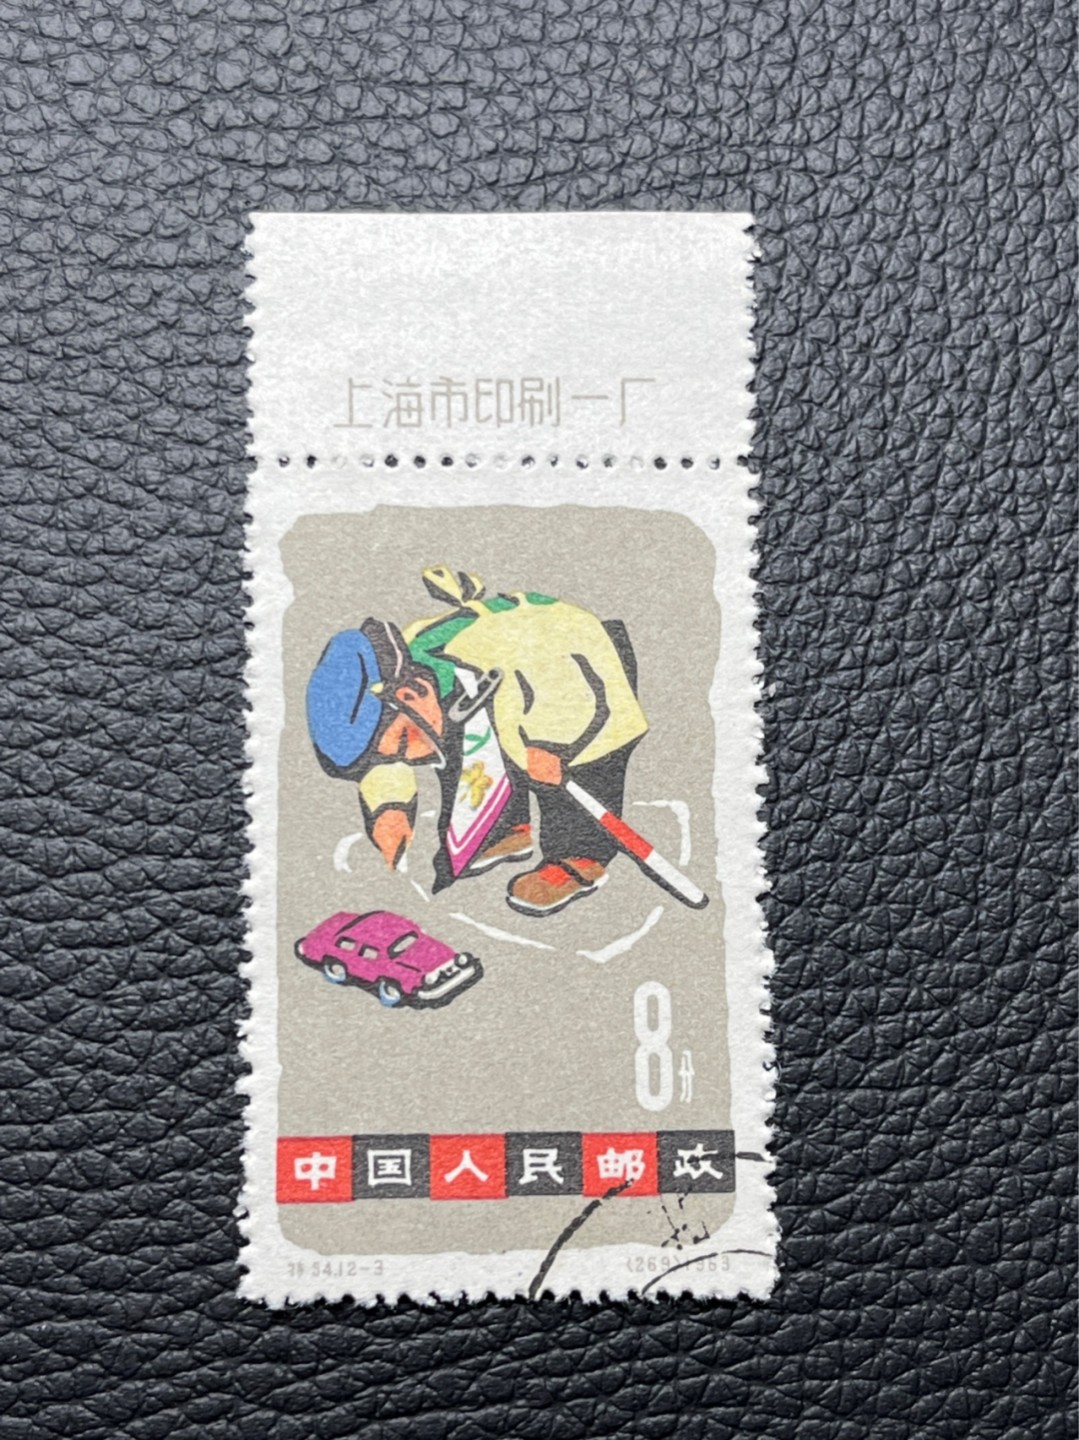 上海市印刷一厂
8分
中国人民邮政
特54.12-3 (269)1963